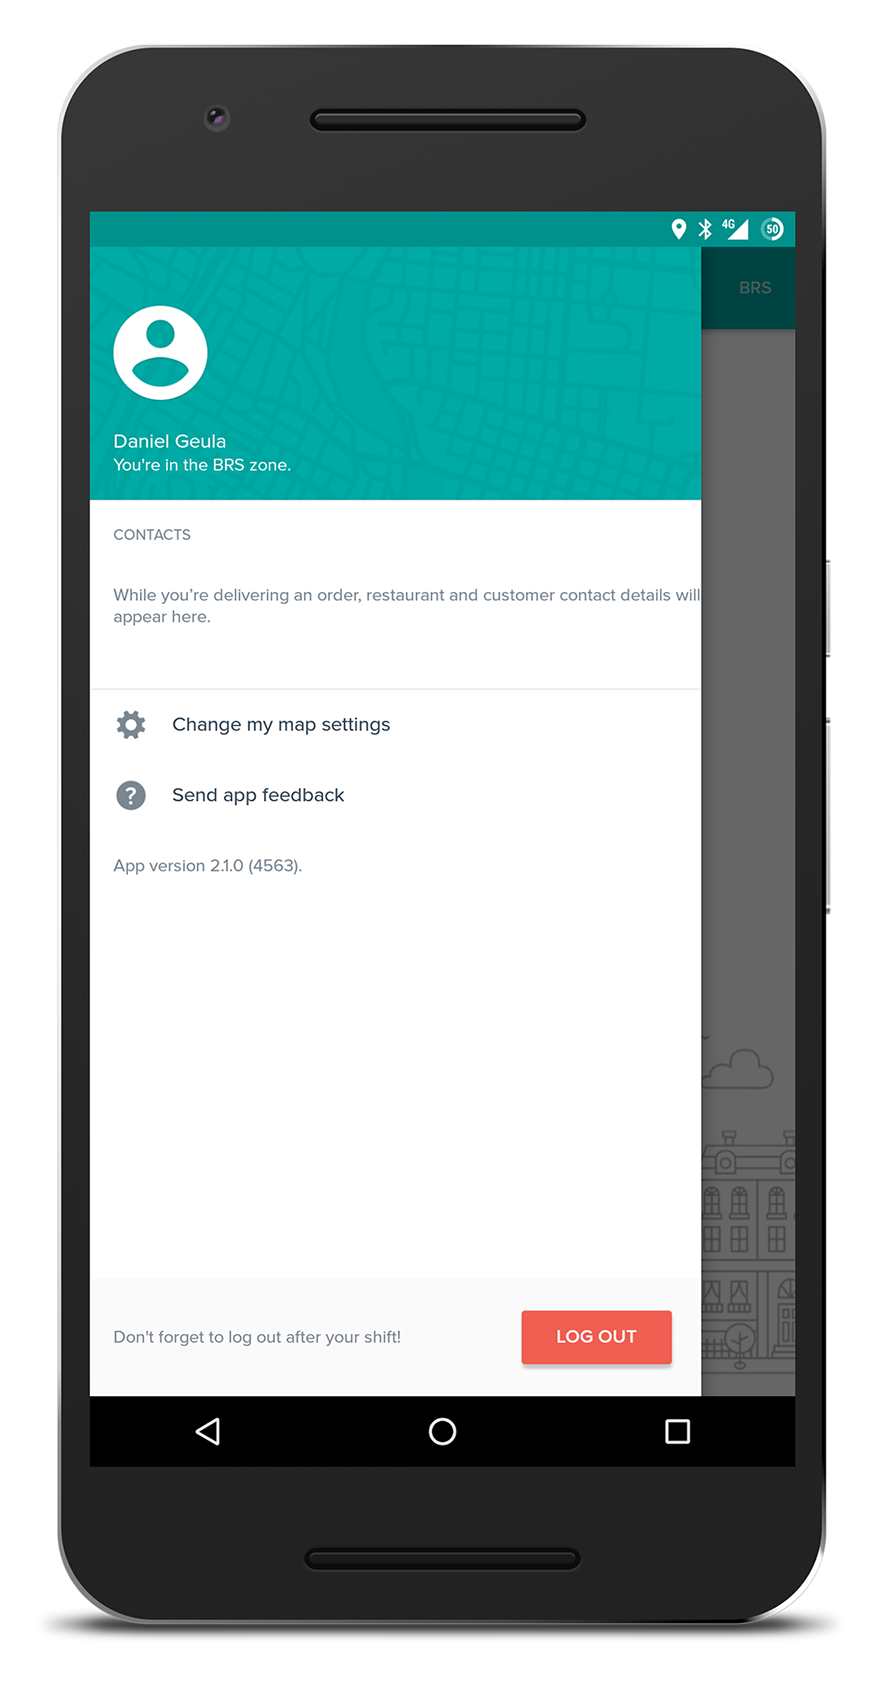 4G
50
BRS
Daniel Geula
You're in the BRS zone.
CONTACTS
While you're delivering an order, restaurant and customer contact details will
appear here.
Change my map settings
?
Send app feedback
App version 2.1.0 (4563).
Don't forget to log out after your shift!
LOG OUT